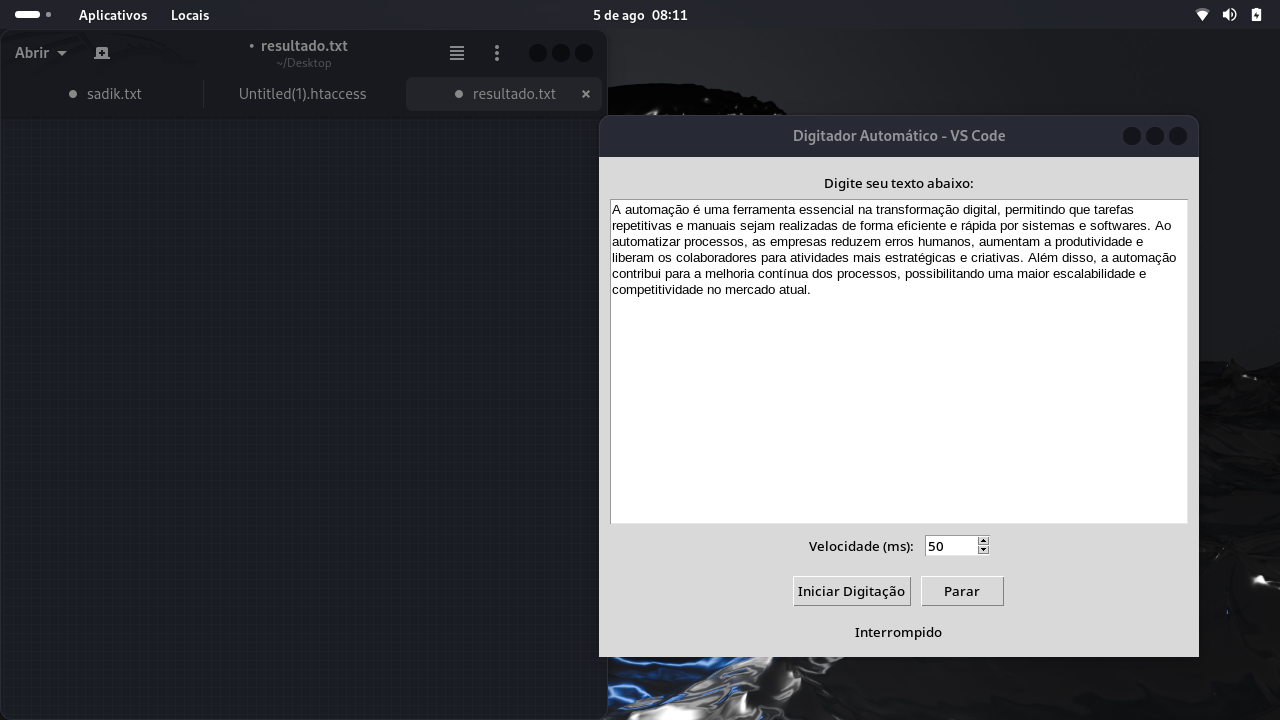 Aplicativos Locais 5 de ago 08:11
Abrir • resultado.txt
~/Desktop
sadik.txt Untitled(1).htaccess resultado.txt
Digitador Automático - VS Code
Digite seu texto abaixo:
A automação é uma ferramenta essencial na transformação digital, permitindo que tarefas
repetitivas e manuais sejam realizadas de forma eficiente e rápida por sistemas e softwares. Ao
automatizar processos, as empresas reduzem erros humanos, aumentam a produtividade e
liberam os colaboradores para atividades mais estratégicas e criativas. Além disso, a automação
contribui para a melhoria contínua dos processos, possibilitando uma maior escalabilidade e
competitividade no mercado atual.
Velocidade (ms): 50
Iniciar Digitação Parar
Interrompido